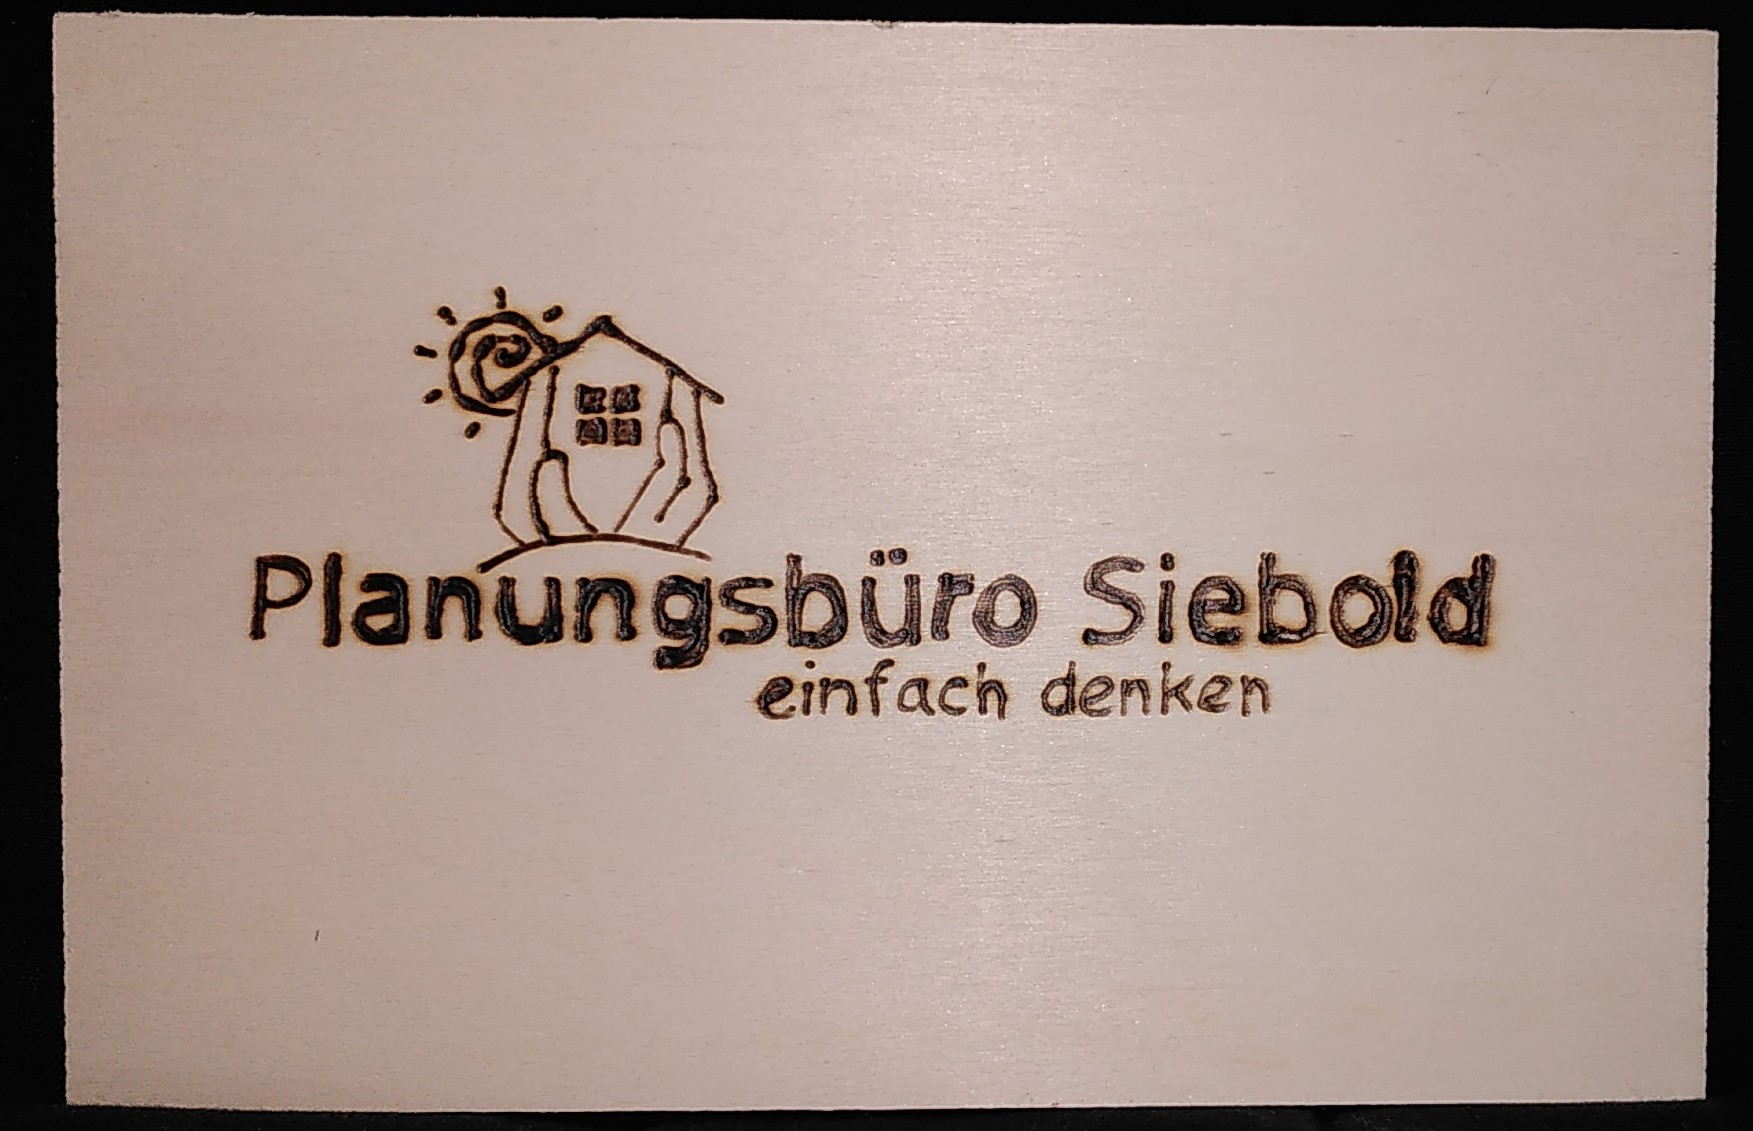 Planungsbüro Siebold
einfach denken